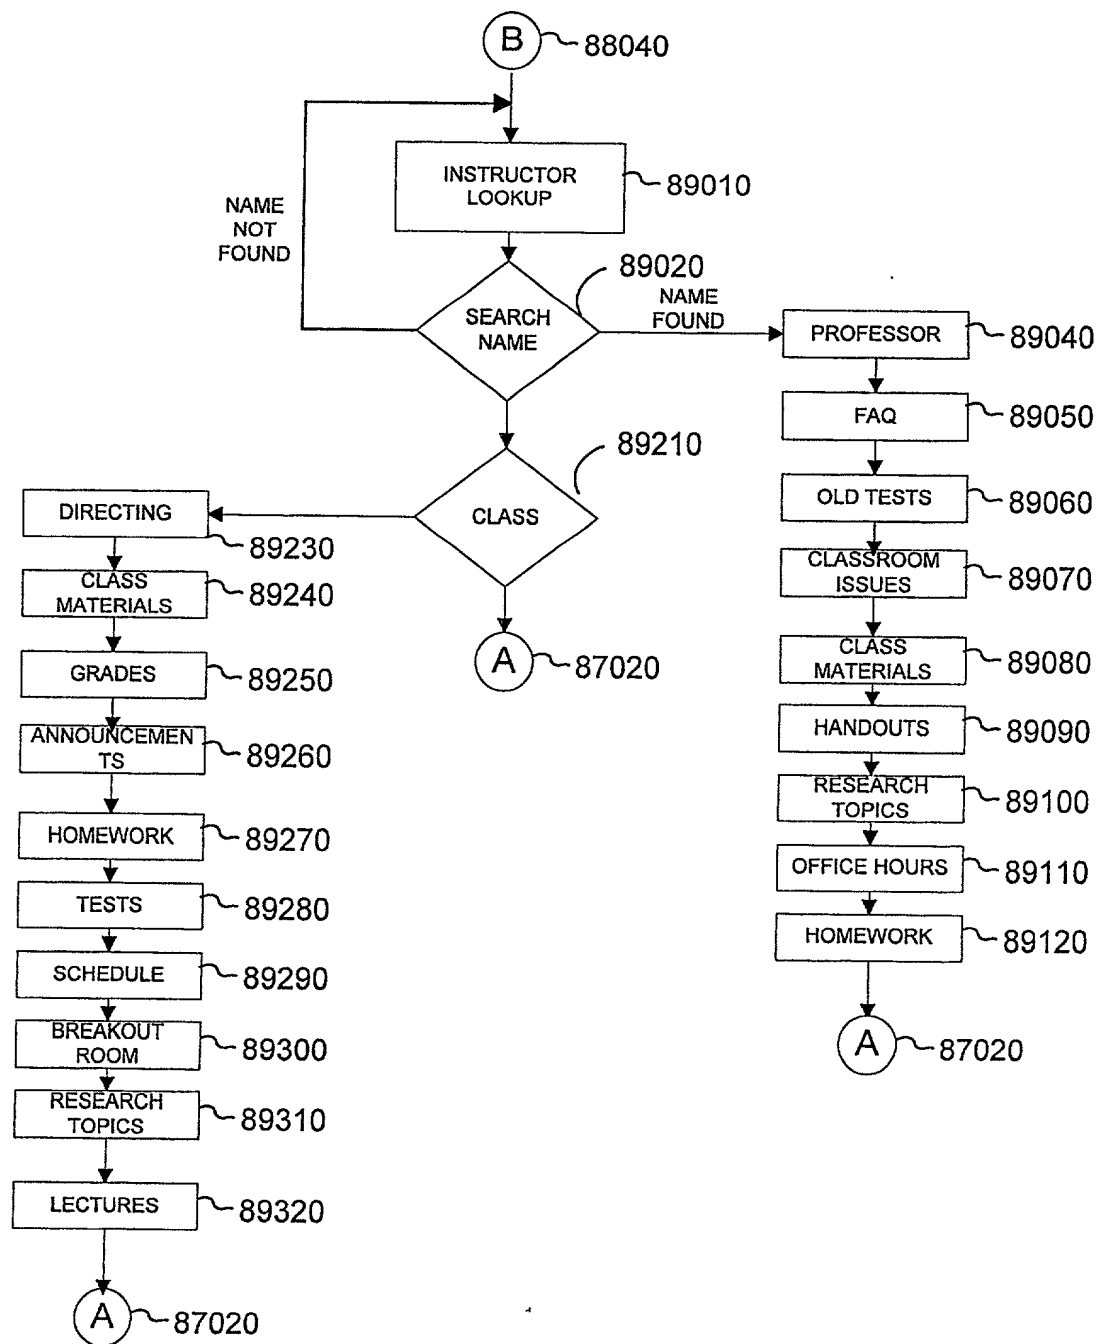 B
88040
INSTRUCTOR
LOOKUP
89010
NAME
NOT
FOUND
89020
SEARCH
NAME
NAME
FOUND
PROFESSOR
89040
FAQ
89050
OLD TESTS
89060
CLASSROOM
ISSUES
89070
CLASS
MATERIALS
89080
HANDOUTS
89090
RESEARCH
TOPICS
89100
OFFICE HOURS
89110
HOMEWORK
89120
A
87020
89210
CLASS
A
87020
DIRECTING
89230
CLASS
MATERIALS
89240
GRADES
89250
ANNOUNCEMEN
TS
89260
HOMEWORK
89270
TESTS
89280
SCHEDULE
89290
BREAKOUT
ROOM
89300
RESEARCH
TOPICS
89310
LECTURES
89320
A
87020